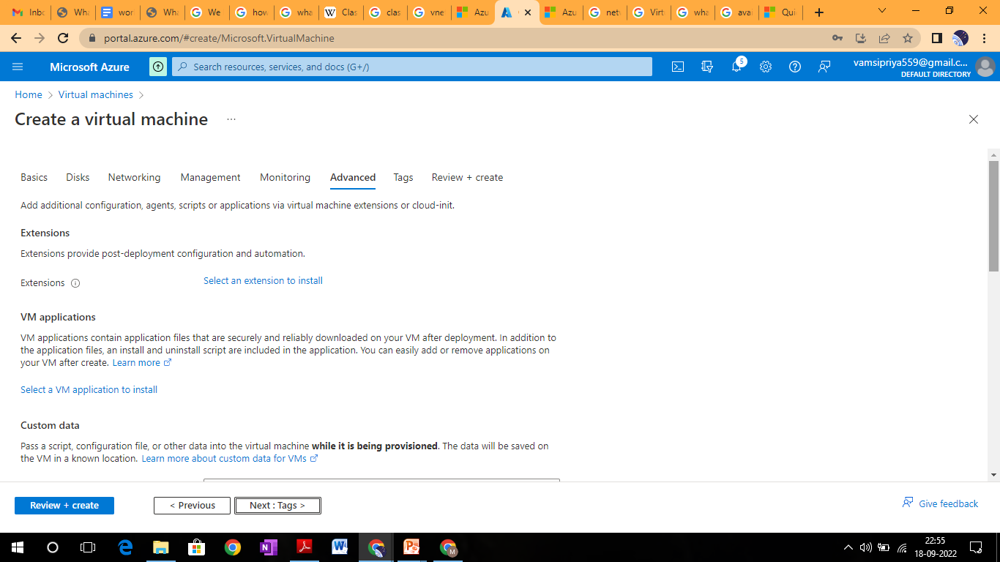 Inbo
Wha
wor
Wha
We
how
wha
Clas
clas
vne
Azu
Azu
netv
Virt
wha
avai
Qui
portal.azure.com/#create/Microsoft.VirtualMachine
Microsoft Azure
Search resources, services, and docs (G+/)
5
vamsipriya559@gmail.c...
DEFAULT DIRECTORY
Home > Virtual machines >
Create a virtual machine ...
Basics Disks Networking Management Monitoring Advanced Tags Review + create
Add additional configuration, agents, scripts or applications via virtual machine extensions or cloud-init.
Extensions
Extensions provide post-deployment configuration and automation.
Extensions
Select an extension to install
VM applications
VM applications contain application files that are securely and reliably downloaded on your VM after deployment. In addition to
the application files, an install and uninstall script are included in the application. You can easily add or remove applications on
your VM after create. Learn more
Select a VM application to install
Custom data
Pass a script, configuration file, or other data into the virtual machine while it is being provisioned. The data will be saved on
the VM in a known location. Learn more about custom data for VMs
Review + create
< Previous
Next : Tags >
Give feedback
22:55
18-09-2022